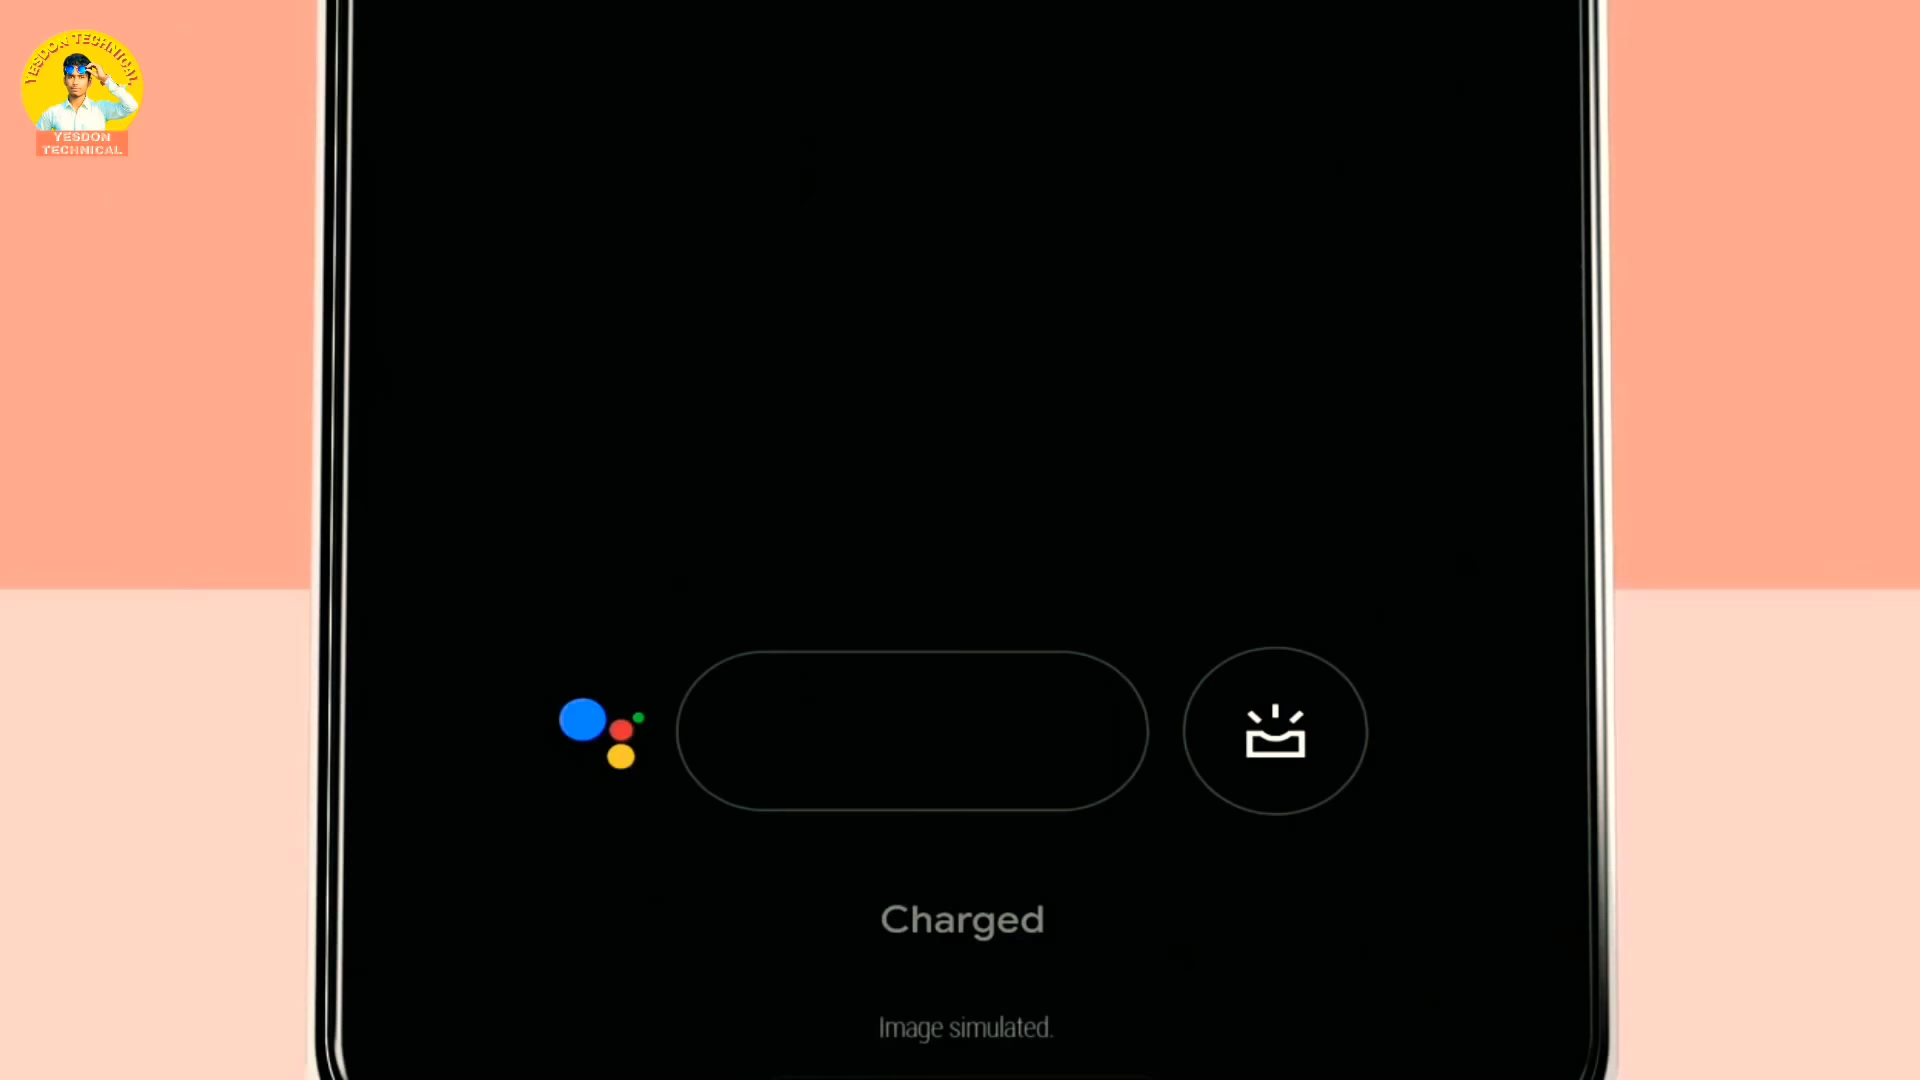 YESDON TECHNICAL
YESDON
TECHNICAL
Charged
Image simulated.